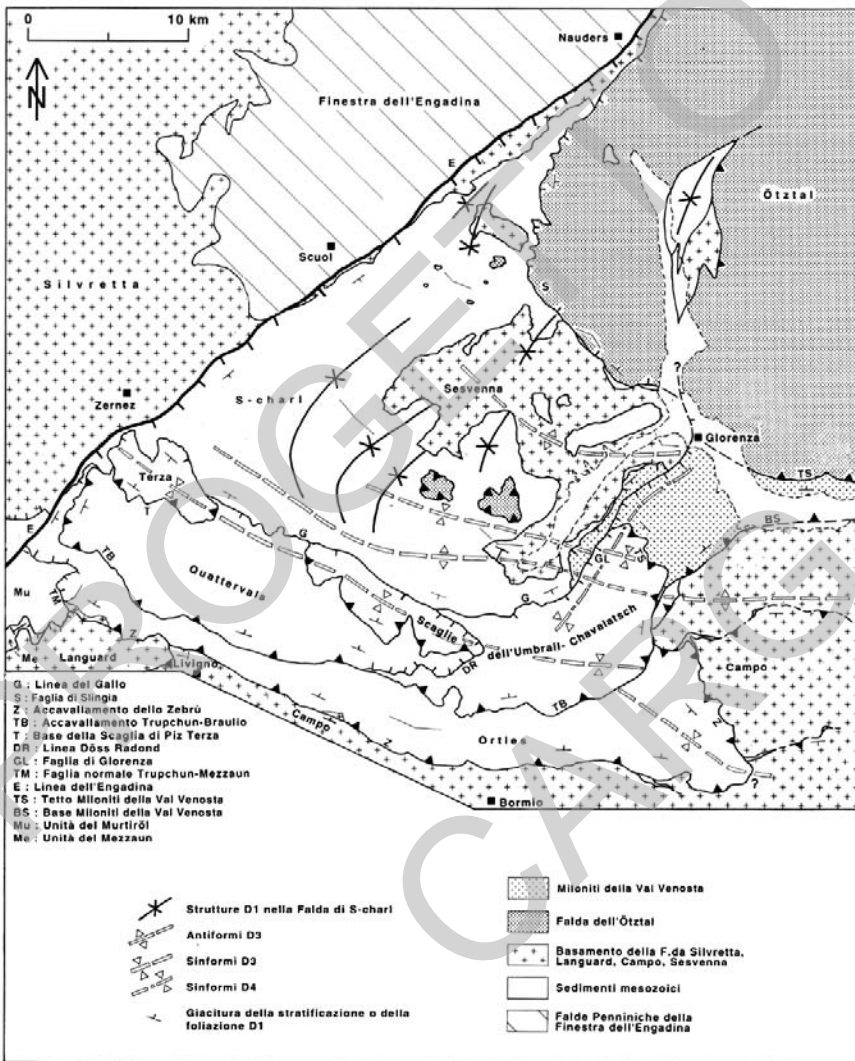 0 10 km
N
Nauders
Finestra dell'Engadina
E
Ötztal
Scuol
Silvretta
S
S-charl
Sesvenna
?
Zernez
Glorenza
Terza
T
T
TS
E
G
BS
TB
GL
TS
Quattervals
G
Mu
TM
Scaglie
dell'Umbrail-Chavalatsch
Z
DR
Me Languard
Livigno
TB
Campo
Campo
Z
Z
Ortles
?
Bormio
G : Linea del Gallo
S : Faglia di Slingia
Z : Accavallamento della Zebrù
TB : Accavallamento Trupchun-Braulio
T : Base della Scaglia di Piz Terza
DR : Linea Döss Radond
GL : Faglia di Glorenza
TM : Faglia normale Trupchun-Mezzaun
E : Linea dell'Engadina
TS : Tetto Miloniti della Val Venosta
BS : Base Miloniti della Val Venosta
Mu : Unità del Murtiröl
Me : Unità del Mezzaun
Strutture D1 nella Falda di S-charl
Antiformi D3
Sinformi D3
Sinformi D4
Giacitura della stratificazione o della
foliazione D1
Miloniti della Val Venosta
Falda dell'Ötztal
Basamento della F.da Silvretta,
Languard, Campo, Sesvenna
Sedimenti mesozoici
Falde Penniniche della
Finestra dell'Engadina
PROGETTO
CARG